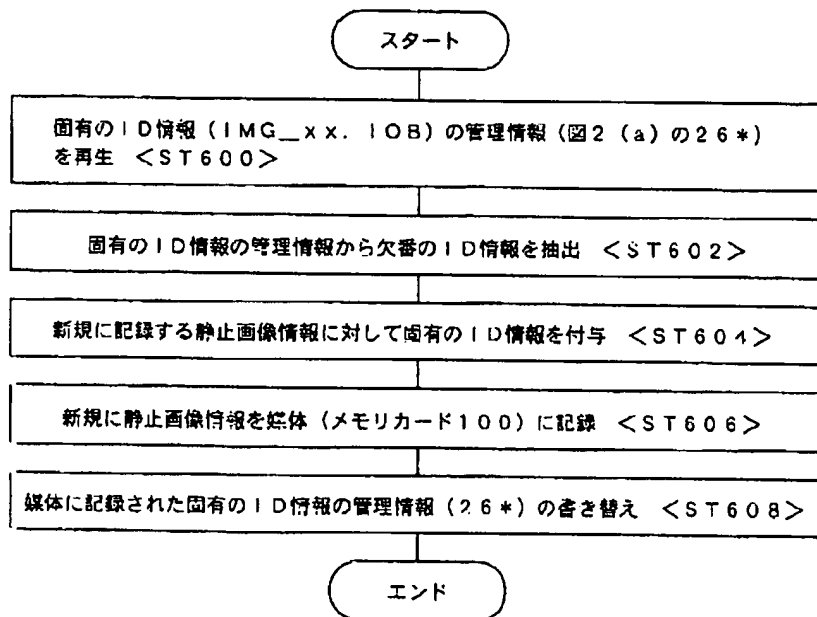 スタート
固有のID情報（IMG__xx．IOB）の管理情報（図2（a）の26*）
を再生 <ST600>
固有のID情報の管理情報から欠番のID情報を抽出 <ST602>
新規に記録する静止画像情報に対して固有のID情報を付与 <ST604>
新規に静止画像情報を媒体（メモリカード100）に記録 <ST606>
媒体に記録された固有のID情報の管理情報（26*）の書き替え <ST608>
エンド